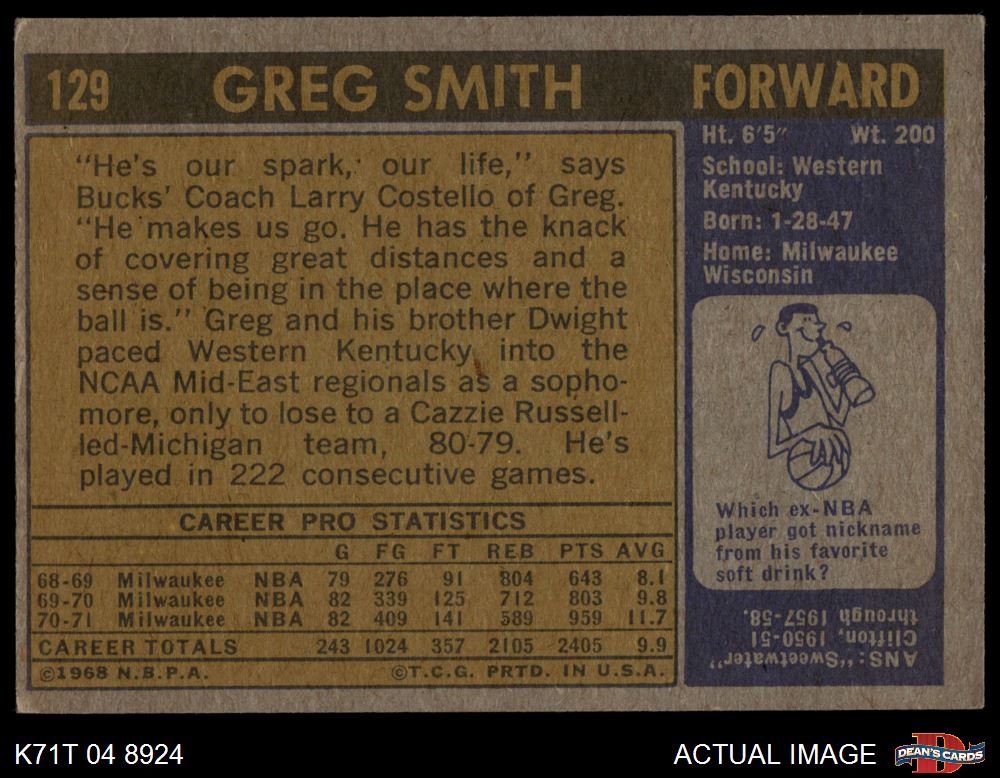 129 GREG SMITH FORWARD
"He's our spark, our life," says
Bucks' Coach Larry Costello of Greg.
"He makes us go. He has the knack
of covering great distances and a
sense of being in the place where the
ball is." Greg and his brother Dwight
paced Western Kentucky into the
NCAA Mid-East regionals as a sopho-
more, only to lose to a Cazzie Russell-
led-Michigan team, 80-79. He's
played in 222 consecutive games.
CAREER PRO STATISTICS
G FG FT REB PTS AVG
68-69 Milwaukee NBA 79 276 91 804 643 8.1
69-70 Milwaukee NBA 82 339 125 712 803 9.8
70-71 Milwaukee NBA 82 409 141 589 959 11.7
CAREER TOTALS 243 1024 357 2105 2405 9.9
©1968 N.B.P.A. ©T.C.G. PRTD. IN U.S.A.
Ht. 6'5" Wt. 200
School: Western
Kentucky
Born: 1-28-47
Home: Milwaukee
Wisconsin
Which ex-NBA
player got nickname
from his favorite
soft drink?
ANS: "Sweetwater"
Clifton, 1950-51
through 1957-58.
K71T 04 8924
ACTUAL IMAGE
D
DEAN'S CARDS